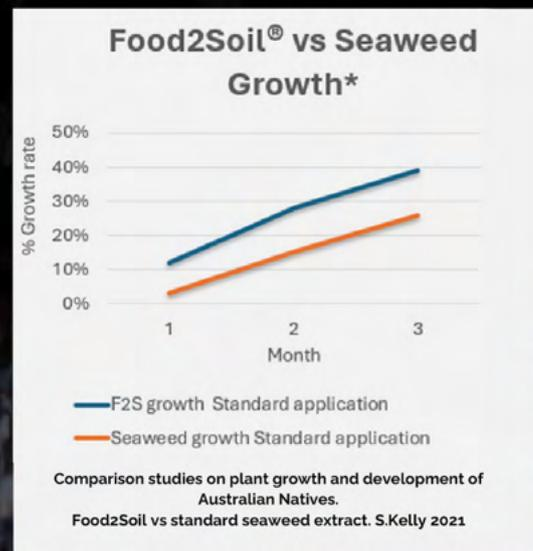 Food2Soil® vs Seaweed
Growth*
50%
40%
30%
20%
10%
0%
% Growth rate
1 2 3
Month
F2S growth Standard application
Seaweed growth Standard application
Comparison studies on plant growth and development of
Australian Natives.
Food2Soil vs standard seaweed extract. S.Kelly 2021